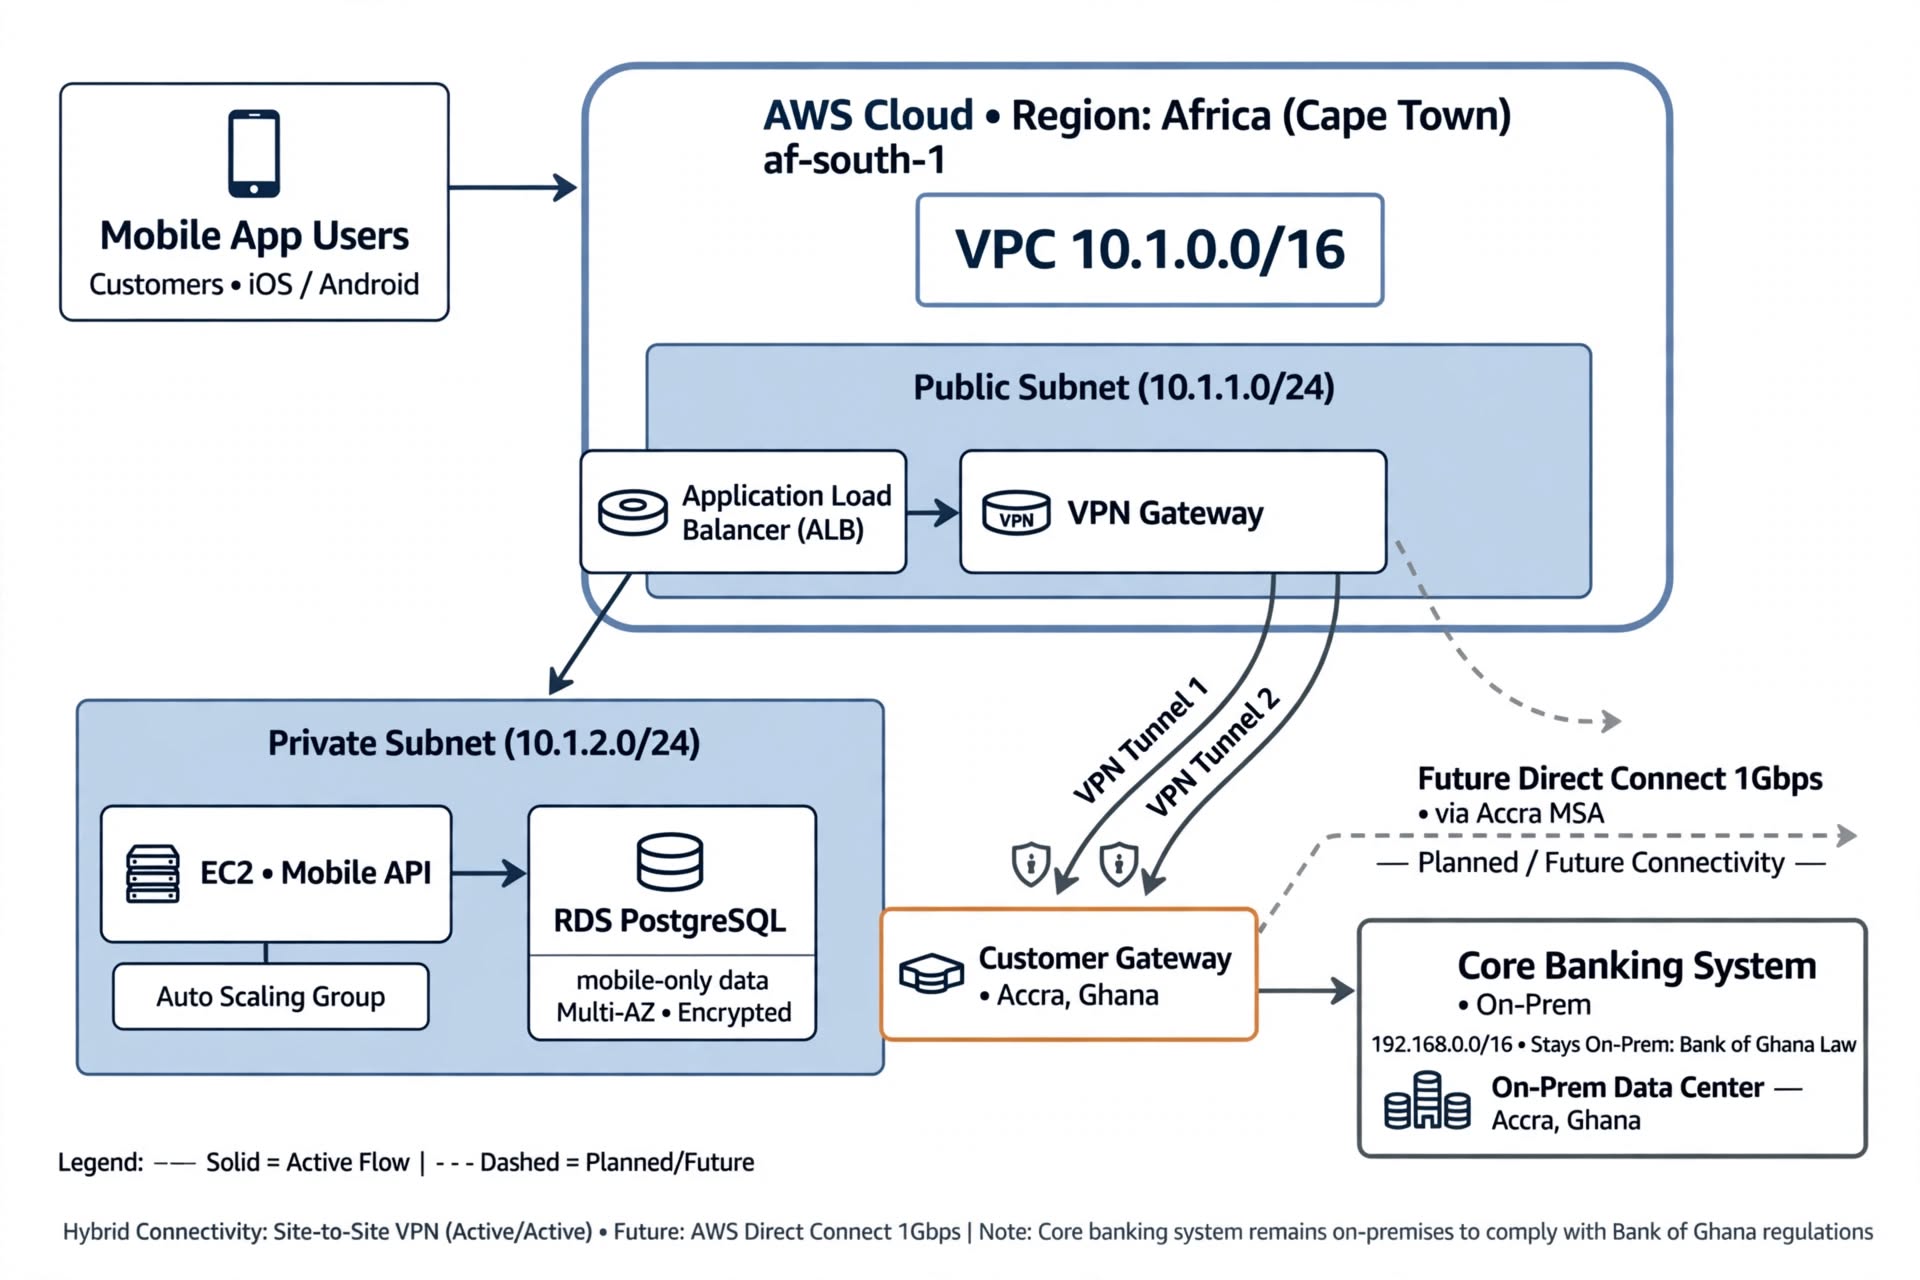 AWS Cloud • Region: Africa (Cape Town)
af-south-1
Mobile App Users
Customers • iOS / Android
VPC 10.1.0.0/16
Public Subnet (10.1.1.0/24)
Application Load
Balancer (ALB)
VPN
VPN Gateway
VPN Tunnel 1
VPN Tunnel 2
Private Subnet (10.1.2.0/24)
EC2 • Mobile API
Auto Scaling Group
RDS PostgreSQL
mobile-only data
Multi-AZ • Encrypted
Future Direct Connect 1Gbps
• via Accra MSA
— Planned / Future Connectivity —
Customer Gateway
• Accra, Ghana
Core Banking System
• On-Prem
192.168.0.0/16 • Stays On-Prem: Bank of Ghana Law
On-Prem Data Center —
Accra, Ghana
Legend: -–— Solid = Active Flow | - - - Dashed = Planned/Future
Hybrid Connectivity: Site-to-Site VPN (Active/Active) • Future: AWS Direct Connect 1Gbps | Note: Core banking system remains on-premises to comply with Bank of Ghana regulations